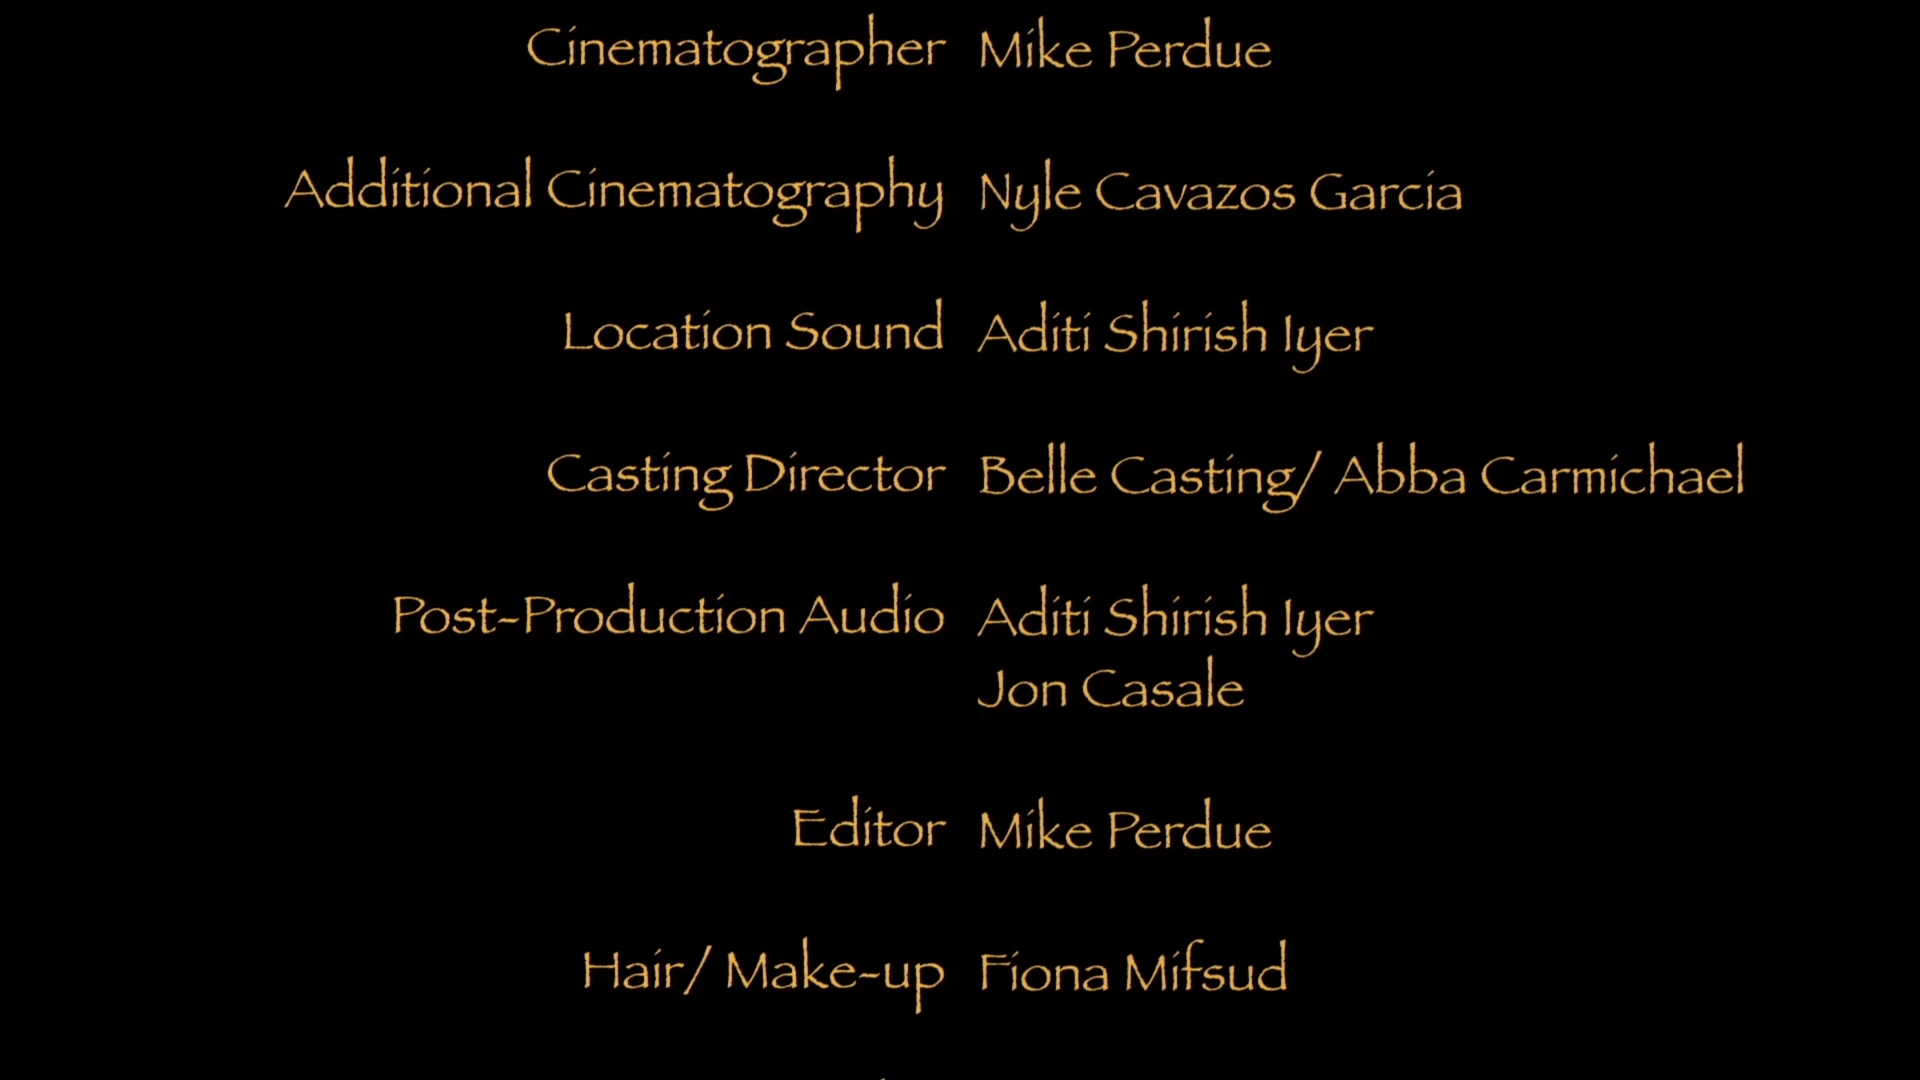 Cinematographer Mike Perdue
Additional Cinematography Nyle Cavazos Garcia
Location Sound Aditi Shirish Iyer
Casting Director Belle Casting/ Abba Carmichael
Post-Production Audio Aditi Shirish Iyer
Jon Casale
Editor Mike Perdue
Hair/ Make-up Fiona Mifsud